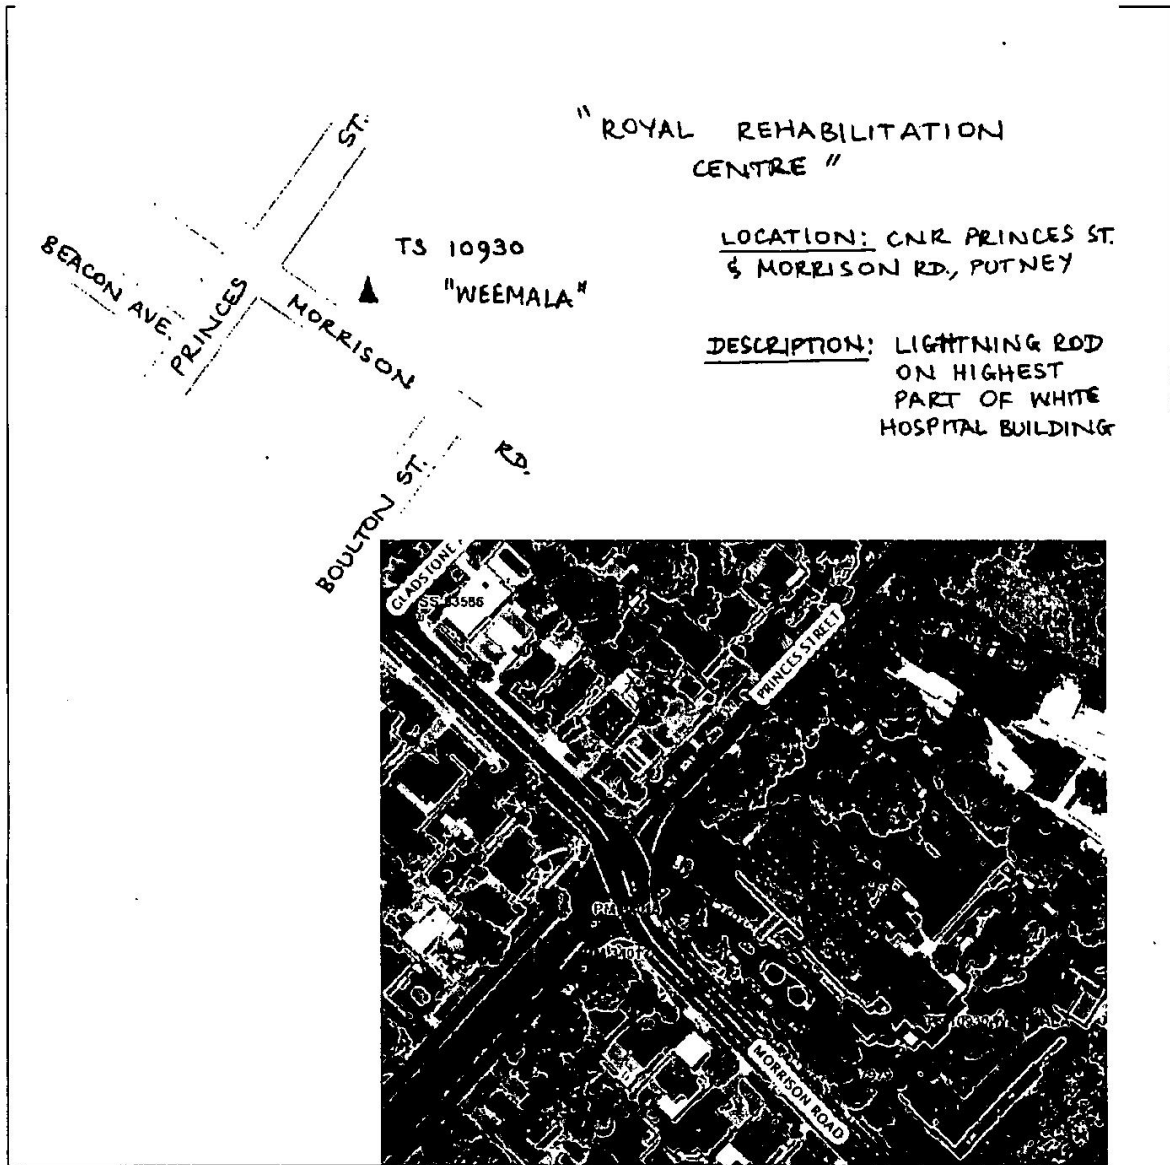 "ROYAL REHABILITATION
CENTRE"
LOCATION: CNR PRINCES ST.
& MORRISON RD., PUTNEY
DESCRIPTION: LIGHTNING ROD
ON HIGHEST
PART OF WHITE
HOSPITAL BUILDING
ST.
BEACON AVE.
PRINCES
TS 10930
"WEEMALA"
MORRISON
RD.
BOULTON ST.
GLADSTONE
PRINCES STREET
MORRISON ROAD